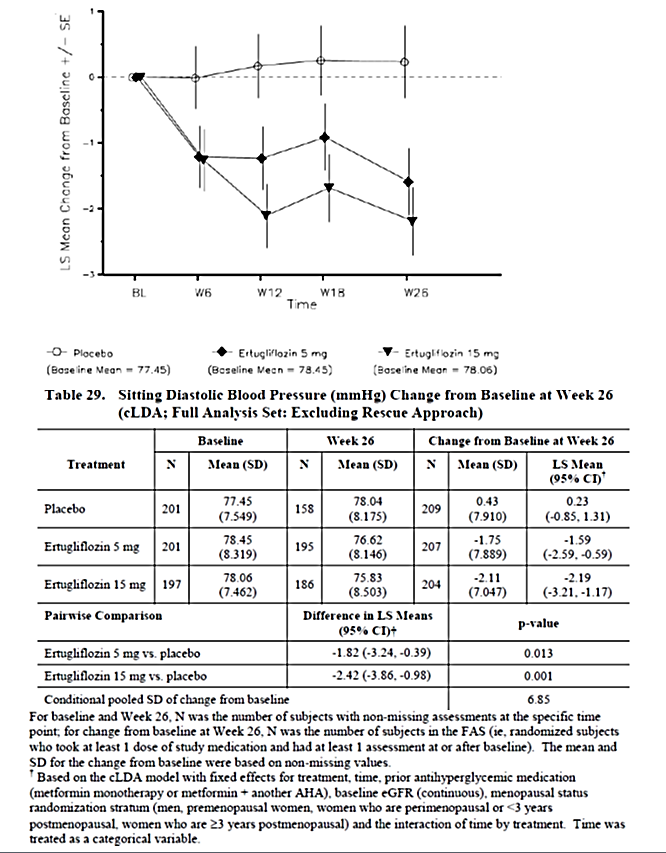 LS Mean Change from Baseline +/- SE
1
0
-1
-2
-3
BL W6 W12 W18 W26
Time
Placebo Ertugliflozin 5 mg Ertugliflozin 15 mg
(Baseline Mean = 77.45) (Baseline Mean = 78.45) (Baseline Mean = 78.06)
Table 29. Sitting Diastolic Blood Pressure (mmHg) Change from Baseline at Week 26
(cLDA; Full Analysis Set: Excluding Rescue Approach)
Baseline Week 26 Change from Baseline at Week 26
Treatment N Mean (SD) N Mean (SD) N Mean (SD) LS Mean
(95% CI)†
Placebo 201 77.45 158 78.04 209 0.43 0.23
(7.549) (8.175) (7.910) (-0.85, 1.31)
Ertugliflozin 5 mg 201 78.45 195 76.62 207 -1.75 -1.59
(8.319) (8.146) (7.889) (-2.59, -0.59)
Ertugliflozin 15 mg 197 78.06 186 75.83 204 -2.11 -2.19
(7.462) (8.503) (7.047) (-3.21, -1.17)
Pairwise Comparison Difference in LS Means p-value
(95% CI)†
Ertugliflozin 5 mg vs. placebo -1.82 (-3.24, -0.39) 0.013
Ertugliflozin 15 mg vs. placebo -2.42 (-3.86, -0.98) 0.001
Conditional pooled SD of change from baseline 6.85
For baseline and Week 26, N was the number of subjects with non-missing assessments at the specific time
point; for change from baseline at Week 26, N was the number of subjects in the FAS (ie, randomized subjects
who took at least 1 dose of study medication and had at least 1 assessment at or after baseline). The mean and
SD for the change from baseline were based on non-missing values.
† Based on the cLDA model with fixed effects for treatment, time, prior antihyperglycemic medication
(metformin monotherapy or metformin + another AHA), baseline eGFR (continuous), menopausal status
randomization stratum (men, premenopausal women, women who are perimenopausal or <3 years
postmenopausal, women who are ≥3 years postmenopausal) and the interaction of time by treatment. Time was
treated as a categorical variable.